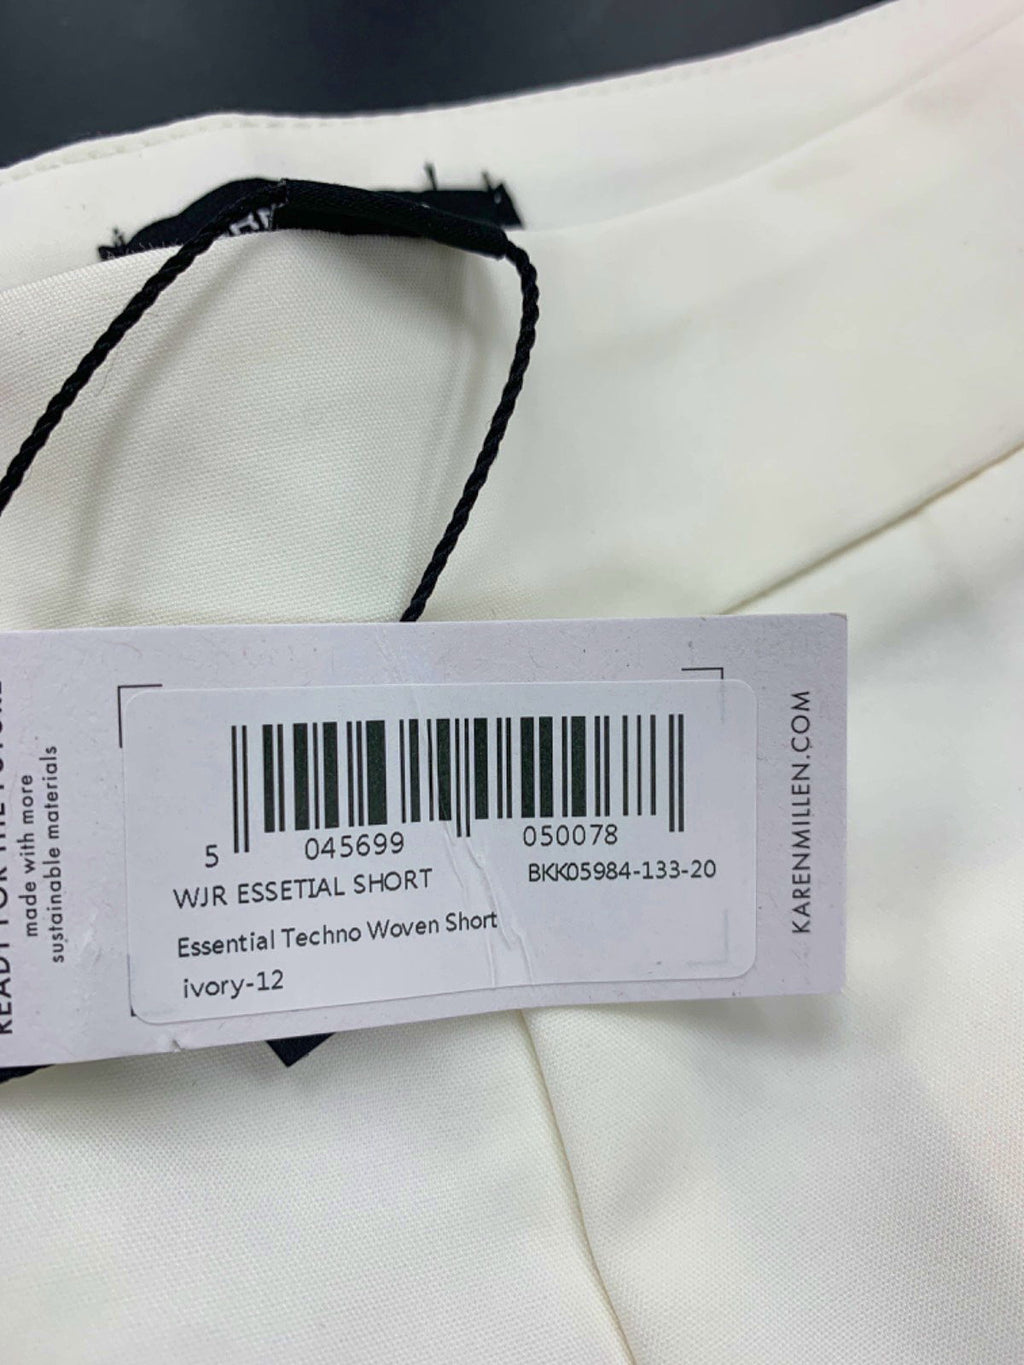 5 045699 050078
WJR ESSETIAL SHORT
BKK05984-133-20
Essential Techno Woven Short
ivory-12
KARENMILLEN.COM
made with more
sustainable materials